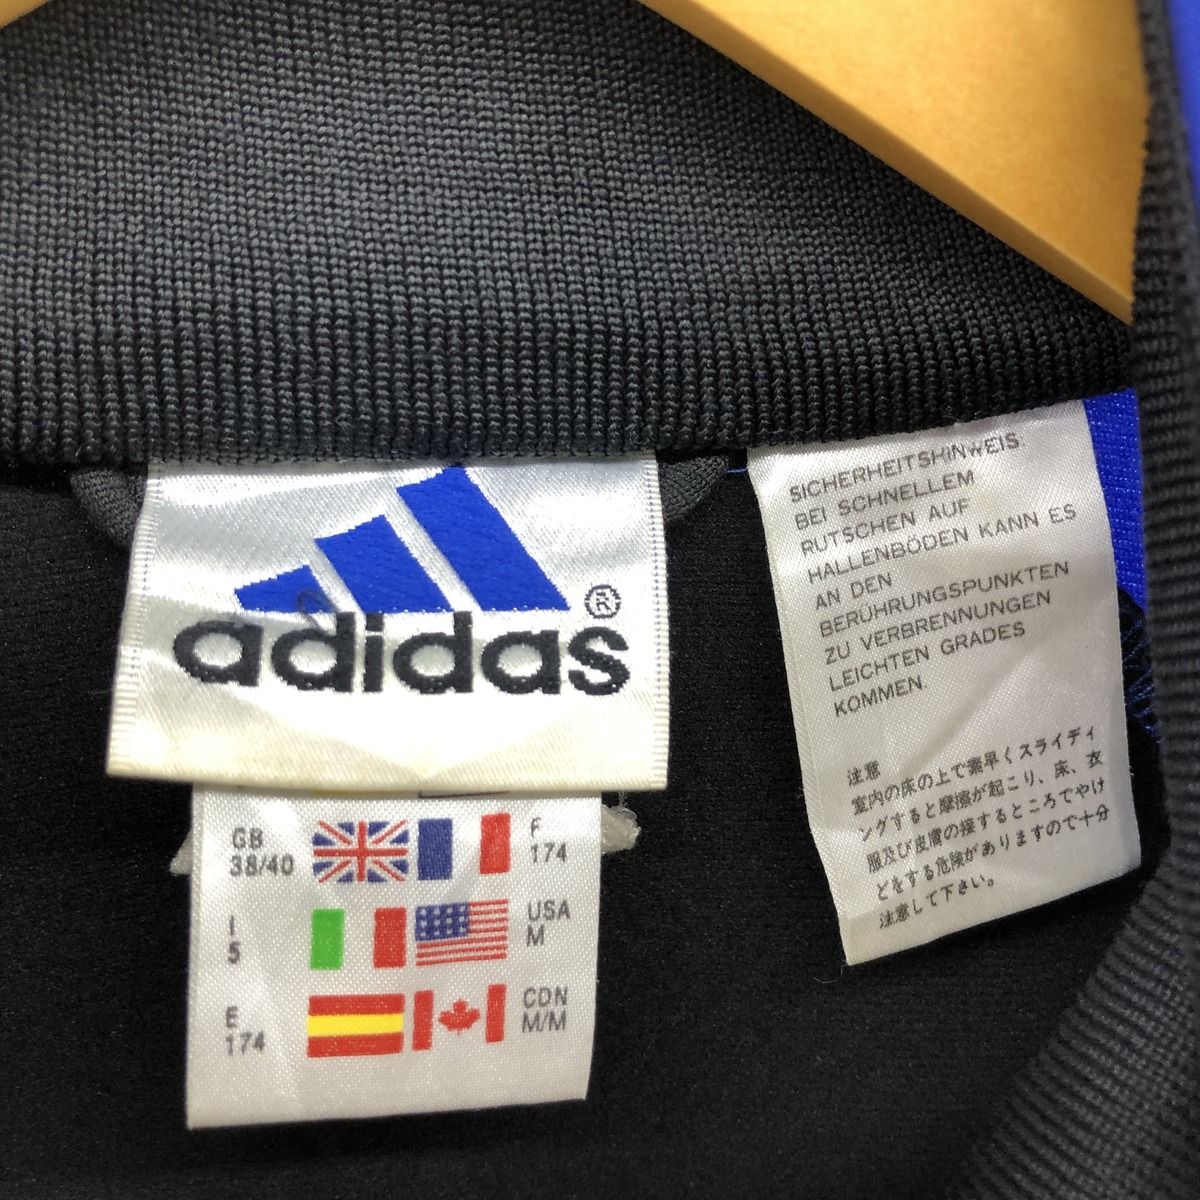 adidas®
GB
38/40
F
174
I
5
USA
M
E
174
CDN
M/M
SICHERHEITSHINWEIS:
BEI SCHNELLEM
RUTSCHEN AUF
HALLENBÖDEN KANN ES
AN DEN
BERÜHRUNGSPUNKTEN
ZU VERBRENNUNGEN
LEICHTEN GRADES
KOMMEN.
注意
室内の床の上で素早くスライディ
ングすると摩擦が起こり、床、衣
服及び皮膚の接するところでやけ
どをする危険がありますので十分
注意して下さい。